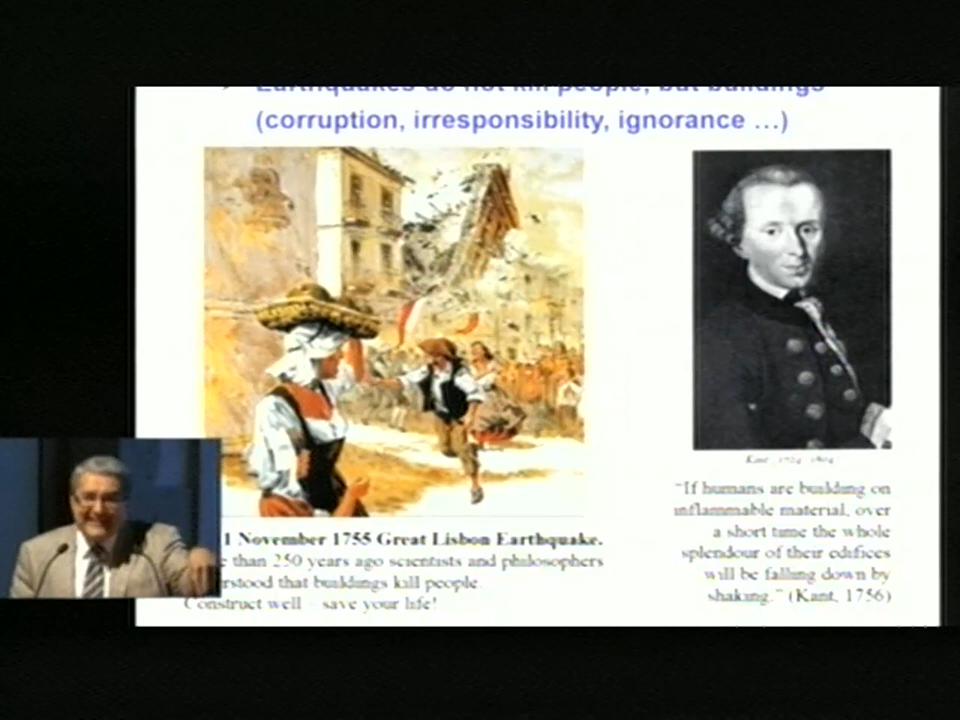 Earthquakes do not kill people, but buildings
(corruption, irresponsibility, ignorance …)
Kant, 1724 - 1804
1 November 1755 Great Lisbon Earthquake.
than 250 years ago scientists and philosophers
that buildings kill people.
Construct well – save your life!
"If humans are building on
inflammable material, over
a short time the whole
splendour of their edifices
will be falling down by
shaking." (Kant, 1756)